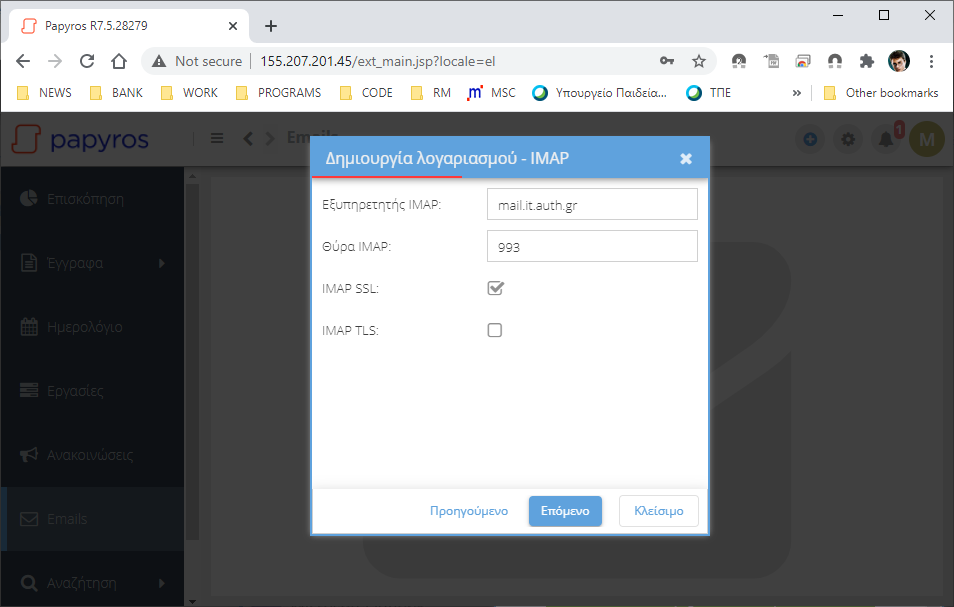 Papyros R7.5.28279
Not secure 155.207.201.45/ext_main.jsp?locale=el
NEWS BANK WORK PROGRAMS CODE RM MSC Υπουργείο Παιδεία... ΤΠΕ » Other bookmarks
papyros Emails 1 M
Δημιουργία λογαριασμού - IMAP
Επισκόπηση
Εξυπηρετητής IMAP: mail.it.auth.gr
Θύρα IMAP: 993
Έγγραφα
IMAP SSL:
Ημερολόγιο
IMAP TLS:
Εργασίες
Ανακοινώσεις
Emails
Προηγούμενο Επόμενο Κλείσιμο
Αναζήτηση